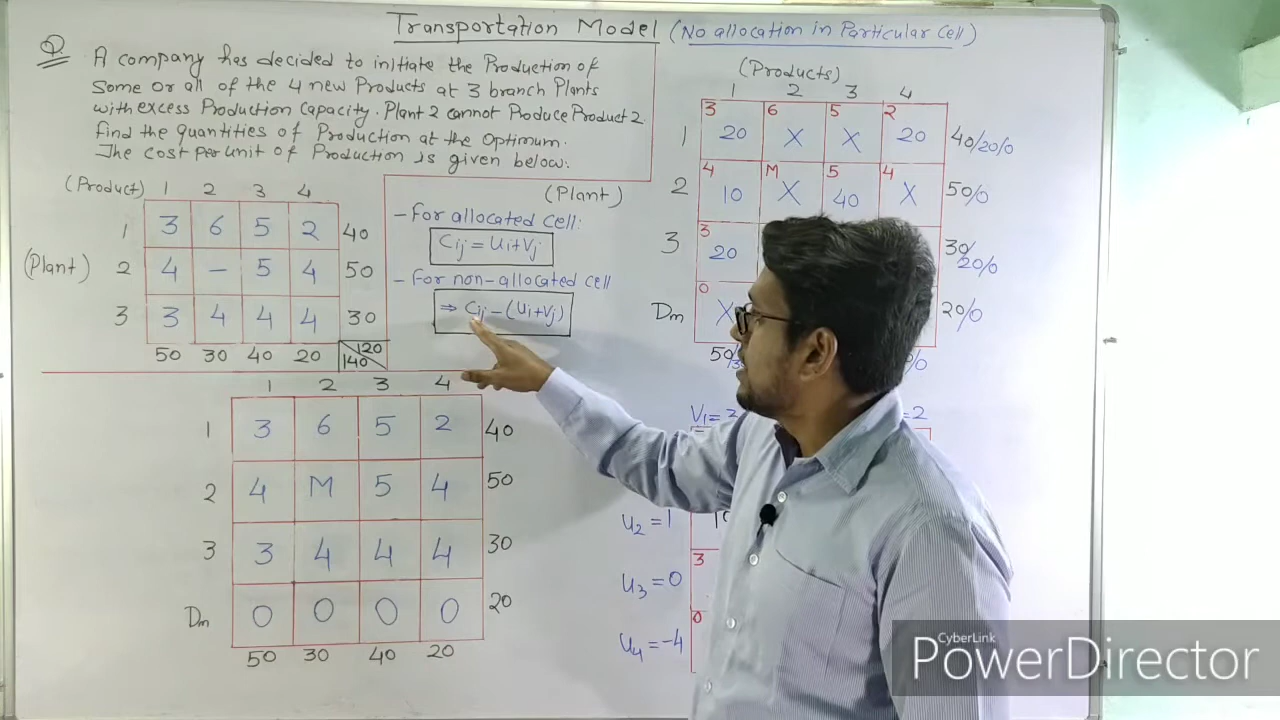 Transportation Model (No allocation in Particular Cell)
Q
A company has decided to initiate the Production of
Some or all of the 4 new Products at 3 branch Plants
with excess Production Capacity. Plant 2 cannot Produce Product 2
find the quantities of Production at the Optimum.
The cost per unit of Production is given below:
(Product) 1 2 3 4
1 3 6 5 2 40
(Plant) 2 4 – 5 4 50
3 3 4 4 4 30
50 30 40 20 120
140
(Plant)
- For allocated cell:
Cij = Ui+Vj
- For non-allocated cell
⇒ Cij – (Ui+Vj)
1 2 3 4
1 3 6 5 2 40
2 4 M 5 4 50
3 3 4 4 4 30
Dm 0 0 0 0 20
50 30 40 20
(Products)
1 2 3 4
3 6 5 2
1 20 X X 20 40/20/0
4 M 5 4
2 10 X 40 X 50/0
3
3 20 30/20/0
0
Dm X 20/0
V1=
=2
U2 = 1
3
U3 = 0
0
U4 = -4
CyberLink
PowerDirector